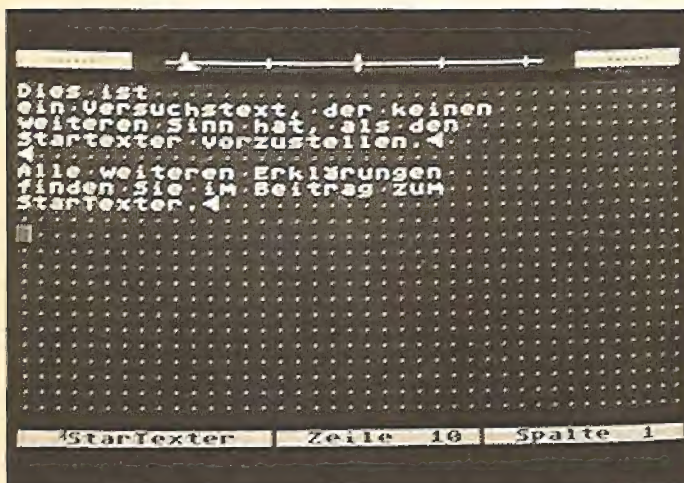 Dies ist
ein Versuchstext, der keinen
weiteren Sinn hat, als den
Startexter vorzustellen.
Alle weiteren Erklärungen
finden Sie im Beitrag zum
StarTexter.
StarTexter Zeile 10 Spalte 1